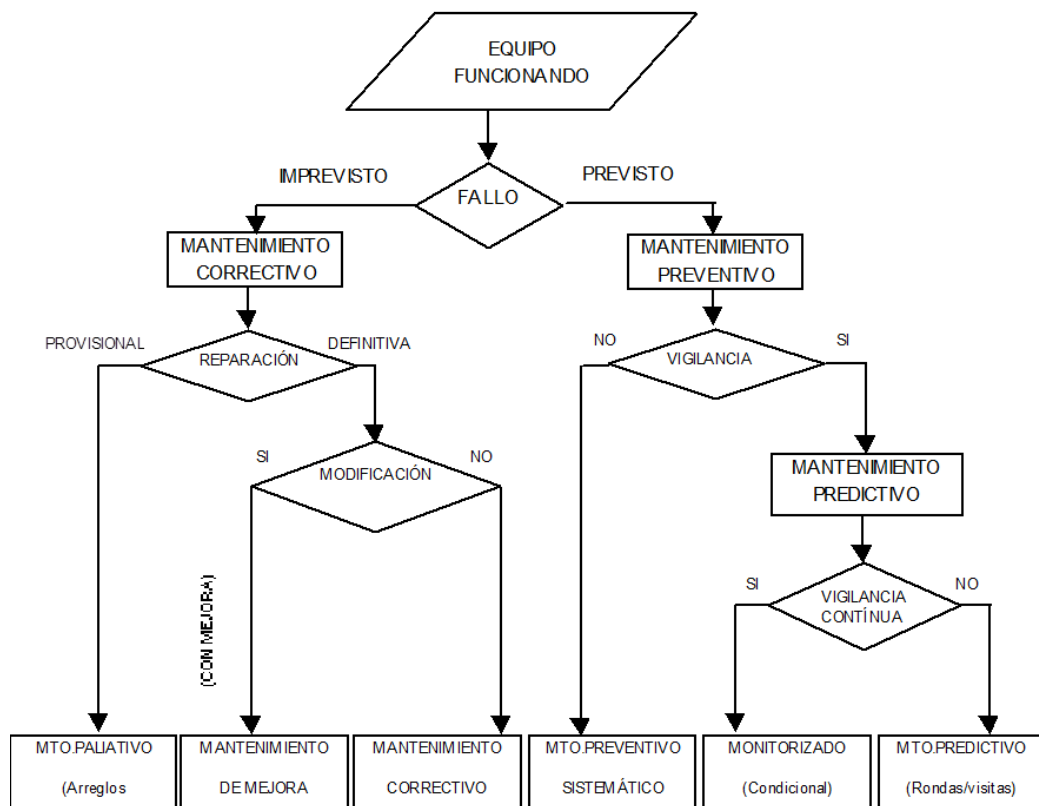 EQUIPO
FUNCIONANDO
IMPREVISTO
PREVISTO
FALLO
MANTENIMIENTO
CORRECTIVO
MANTENIMIENTO
PREVENTIVO
PROVISIONAL
REPARACIÓN
DEFINITIVA
NO
VIGILANCIA
SI
SI
MODIFICACIÓN
NO
MANTENIMIENTO
PREDICTIVO
(CON MEJORA)
SI
VIGILANCIA
CONTÍNUA
NO
MTO.PALIATIVO
(Arreglos
MANTENIMIENTO
DE MEJORA
MANTENIMIENTO
CORRECTIVO
MTO.PREVENTIVO
SISTEMÁTICO
MONITORIZADO
(Condicional)
MTO.PREDICTIVO
(Rondas/visitas)